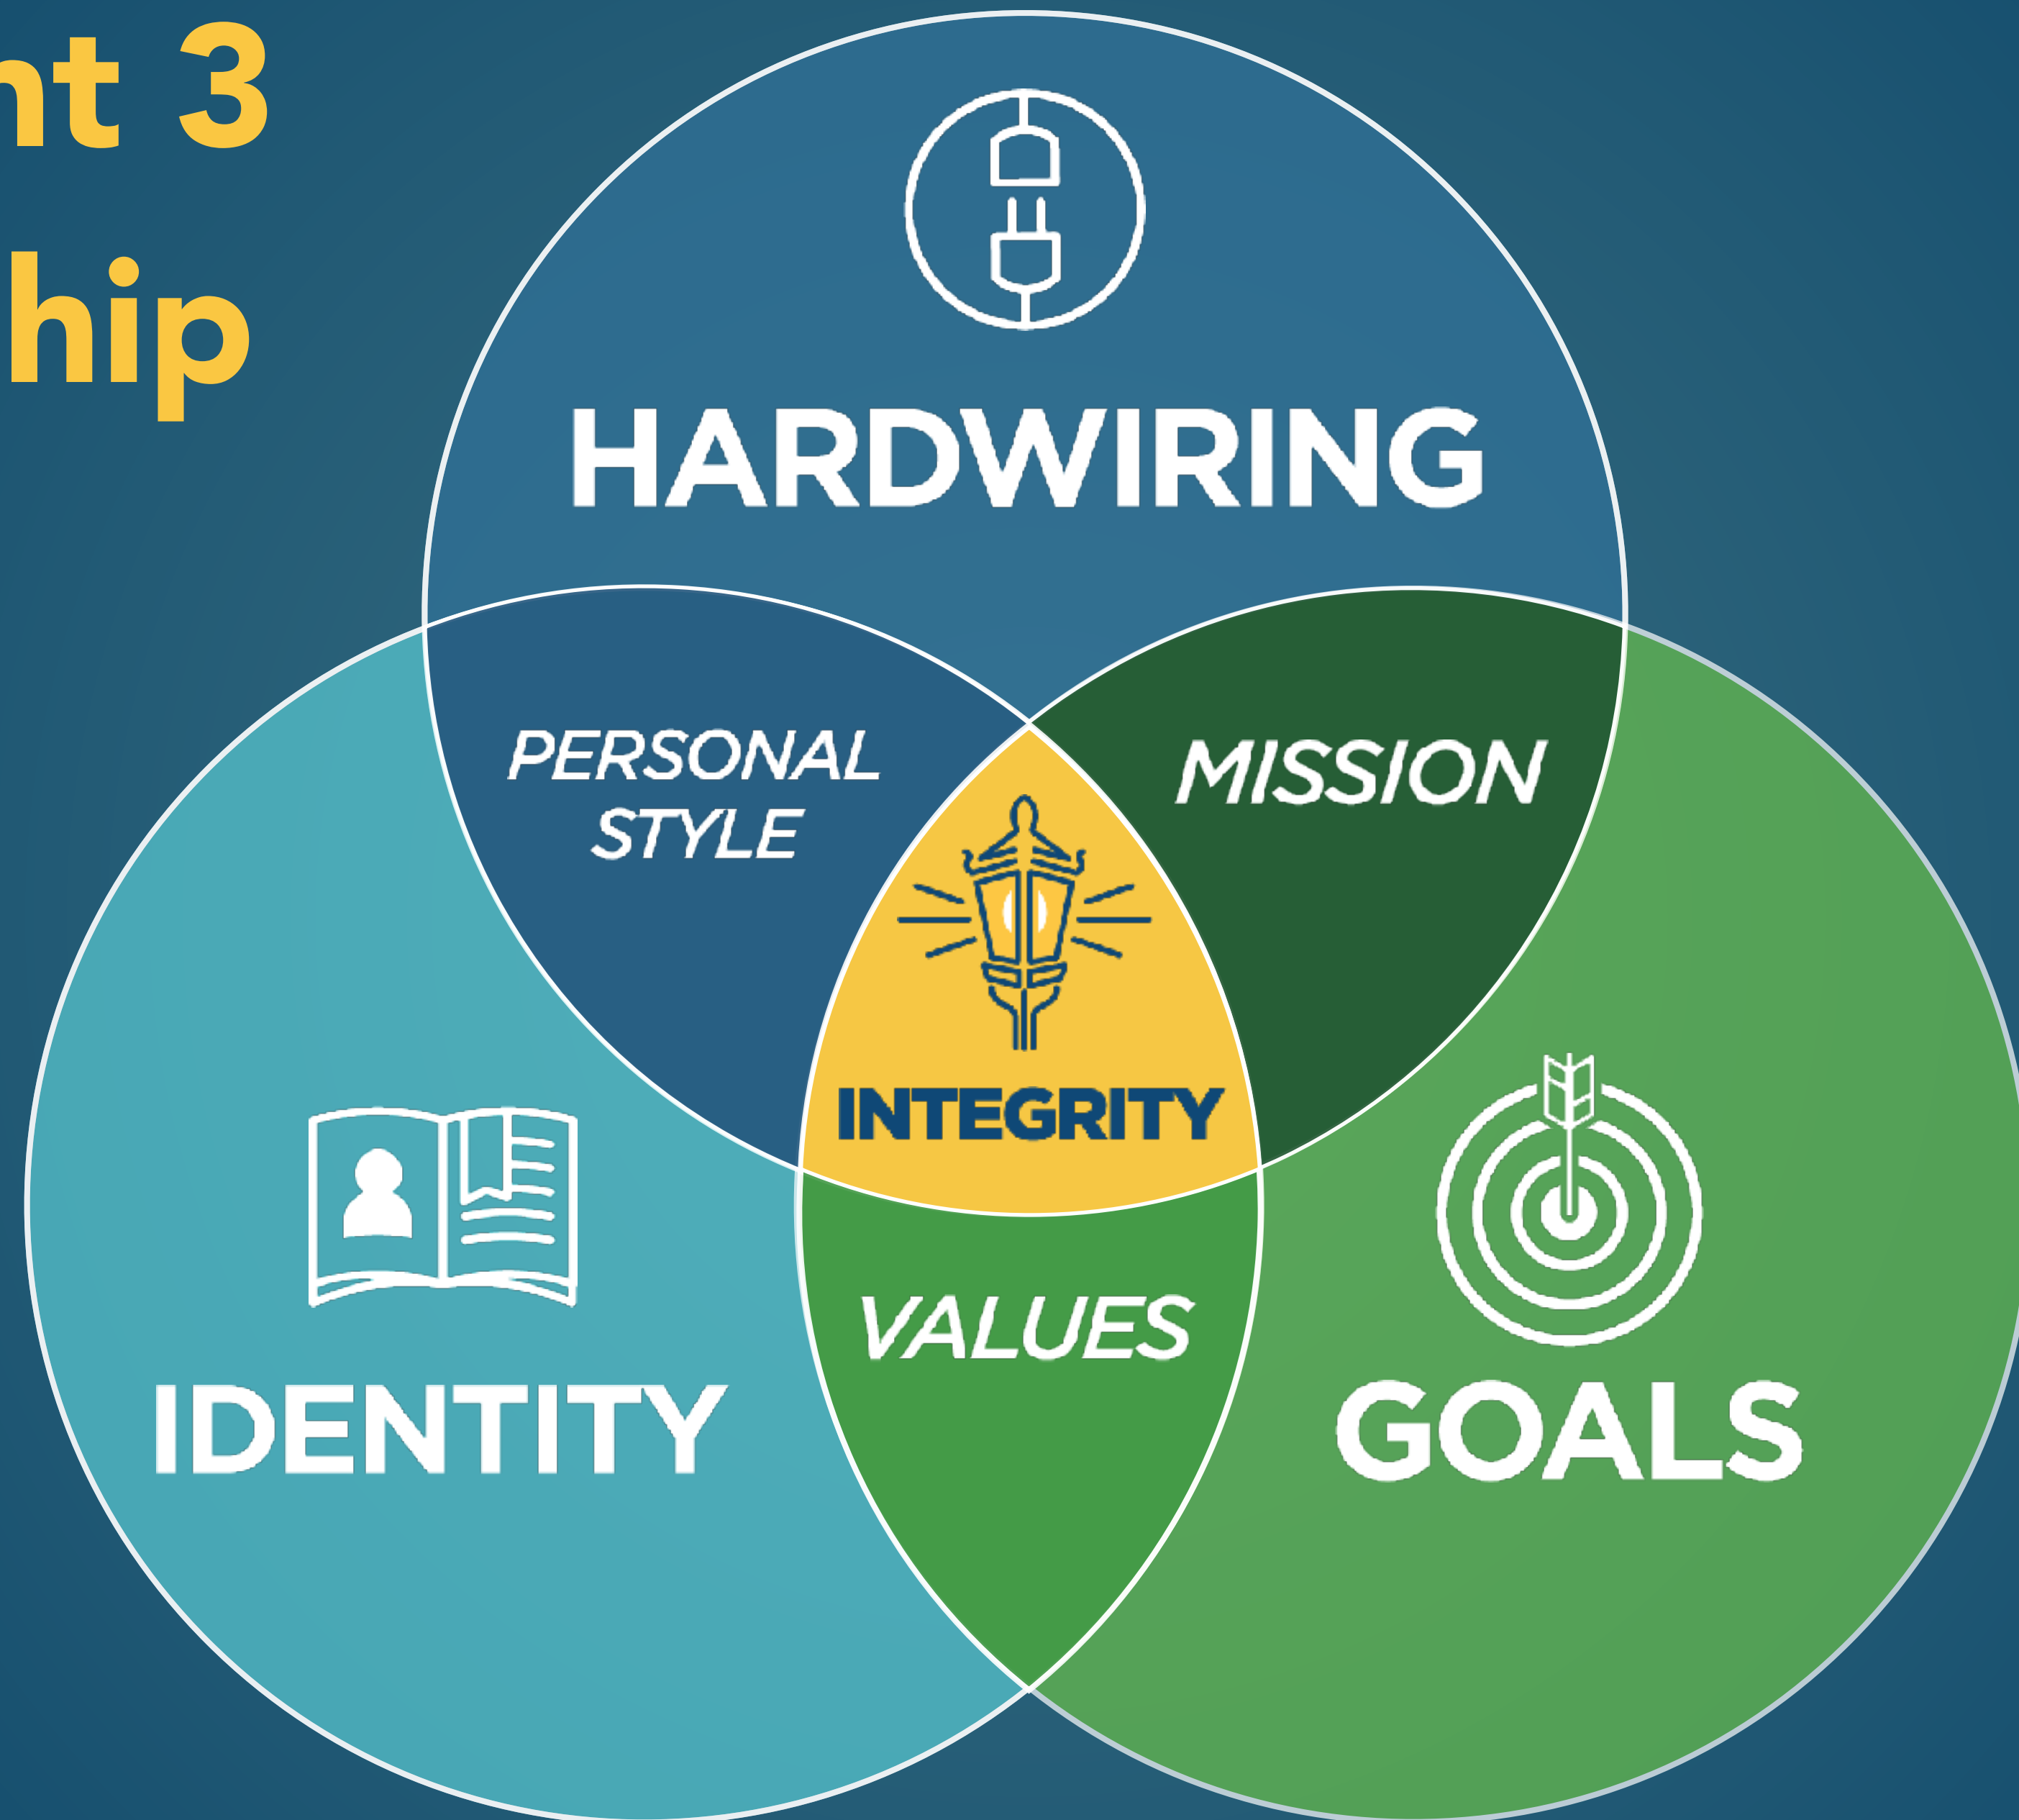 nt 3
hip
HARDWIRING
PERSONAL
STYLE
MISSION
INTEGRITY
VALUES
IDENTITY
GOALS